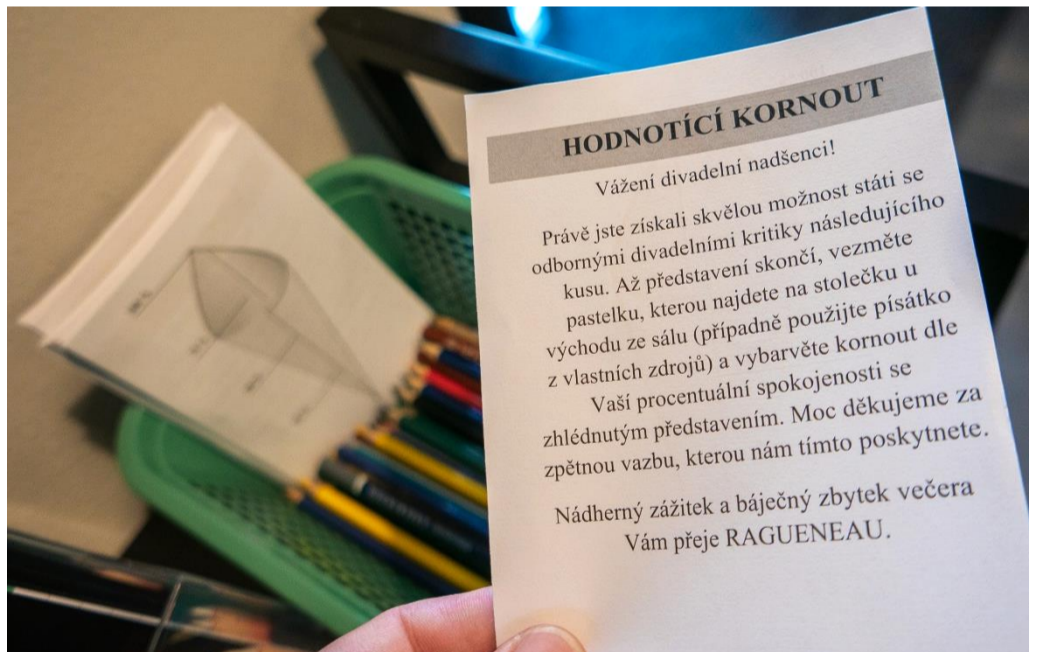 HODNOTÍCÍ KORNOUT
Vážení divadelní nadšenci!
Právě jste získali skvělou možnost státi se
odbornými divadelními kritiky následujícího
kusu. Až představení skončí, vezměte
pastelku, kterou najdete na stolečku u
východu ze sálu (případně použijte písátko
z vlastních zdrojů) a vybarvěte kornout dle
Vaší procentuální spokojenosti se
zhlédnutým představením. Moc děkujeme za
zpětnou vazbu, kterou nám tímto poskytnete.
Nádherný zážitek a báječný zbytek večera
Vám přeje RAGUENEAU.